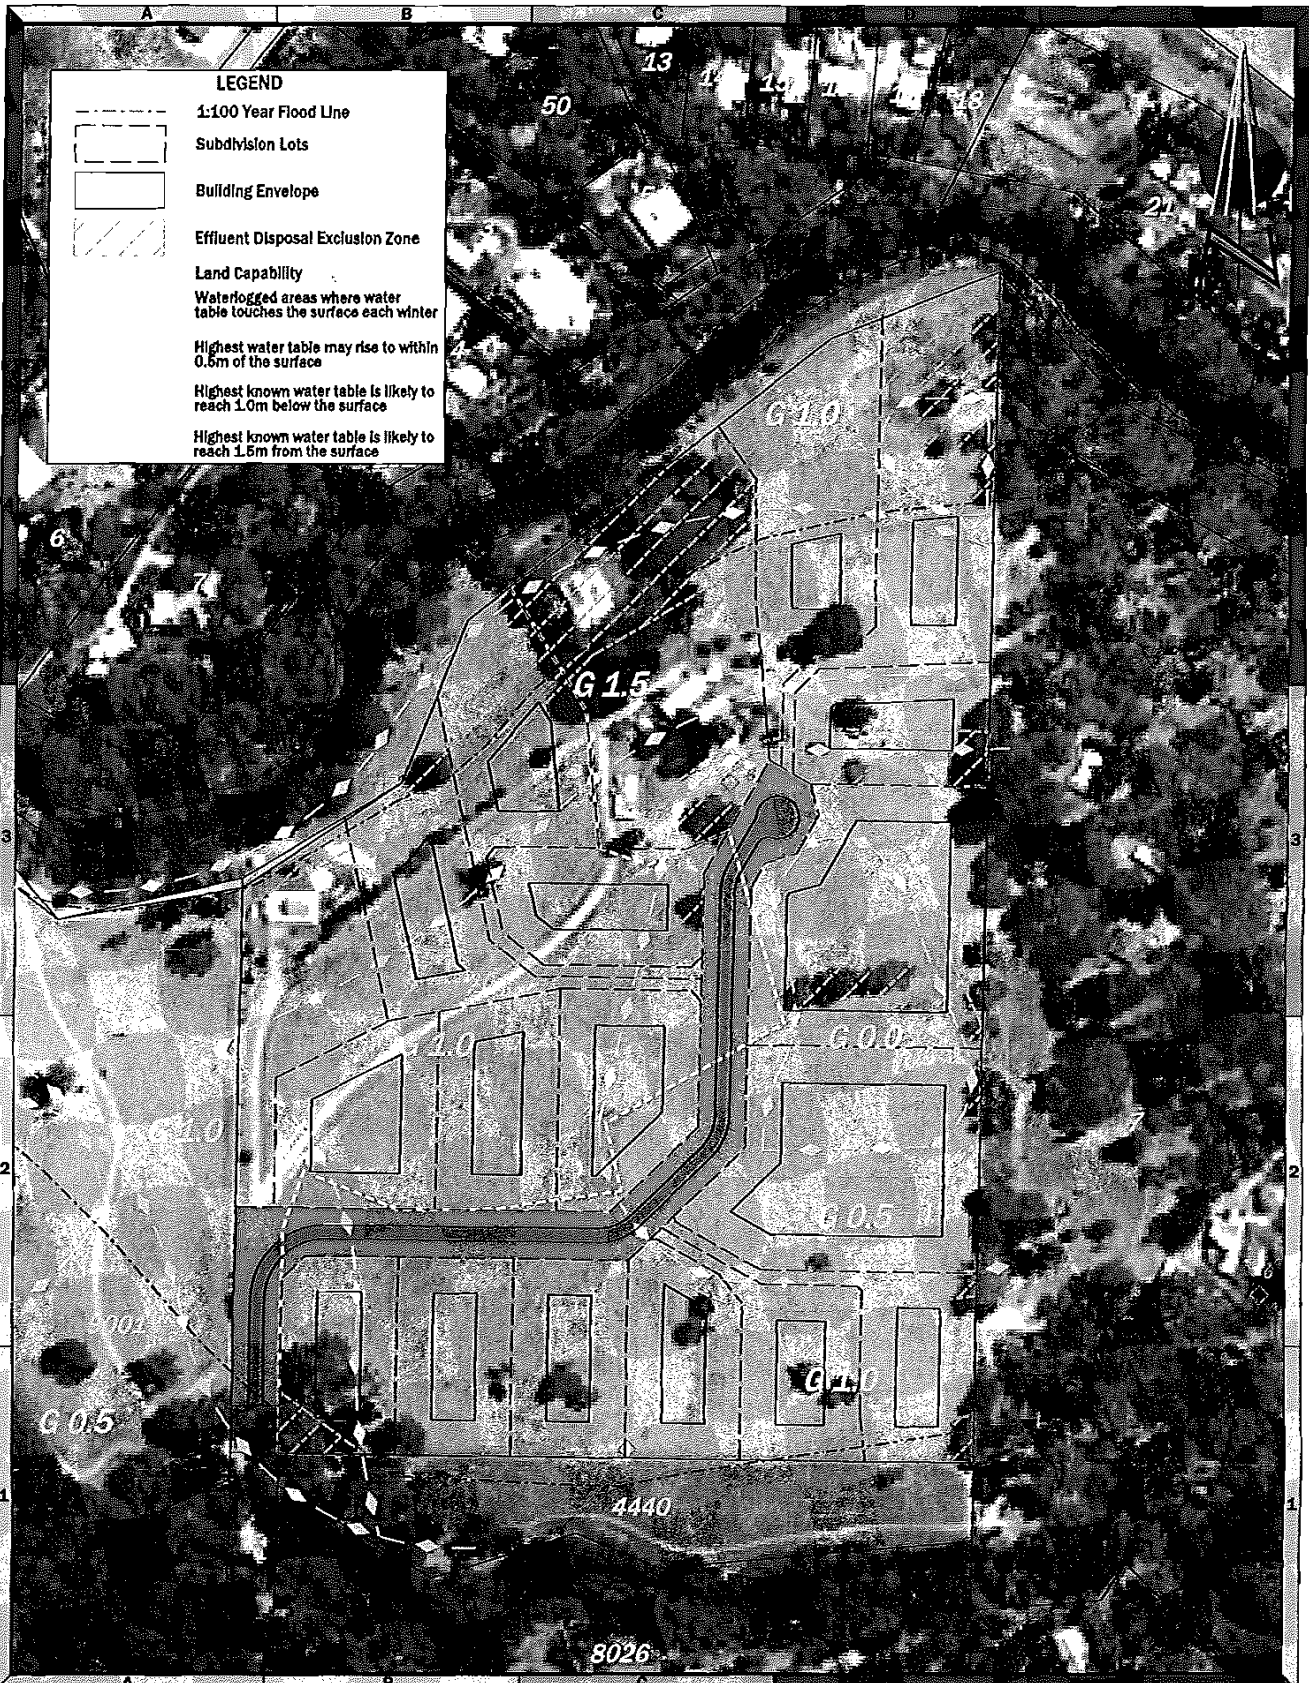 A B C D
LEGEND
1:100 Year Flood Line
Subdivision Lots
Building Envelope
Effluent Disposal Exclusion Zone
Land Capability
Waterlogged areas where water
table touches the surface each winter
Highest water table may rise to within
0.5m of the surface
Highest known water table is likely to
reach 1.0m below the surface
Highest known water table is likely to
reach 1.5m from the surface
13
50
18
21
G 1.0
6
7
G 1.5
3
3
G 0.0
1.0
G 1.0
2
2
G 0.5
G 1.0
G 0.5
1
1
4440
8026